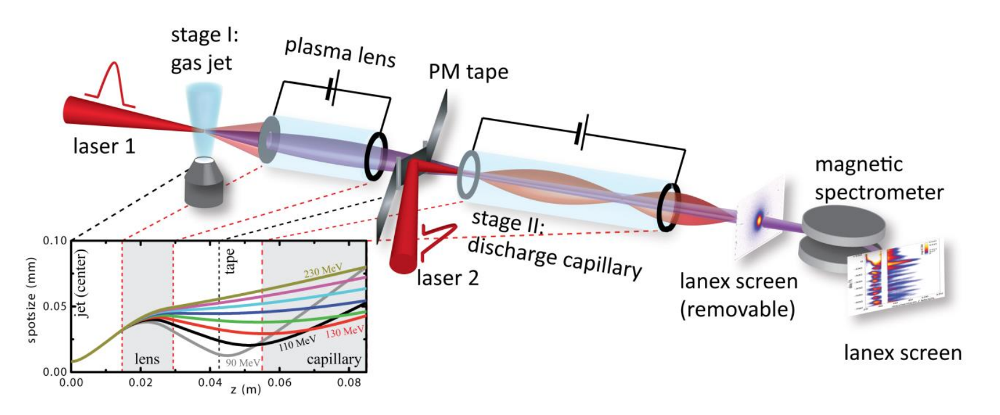 stage I:
gas jet
plasma lens
PM tape
laser 1
magnetic
spectrometer
stage II:
discharge capillary
laser 2
lanex screen
(removable)
lanex screen
0.10
0.05
0.00
spotsize (mm)
jet (center)
tape
230 MeV
130 MeV
110 MeV
90 MeV
lens
capillary
0.00
0.02
0.04
0.06
0.08
z (m)